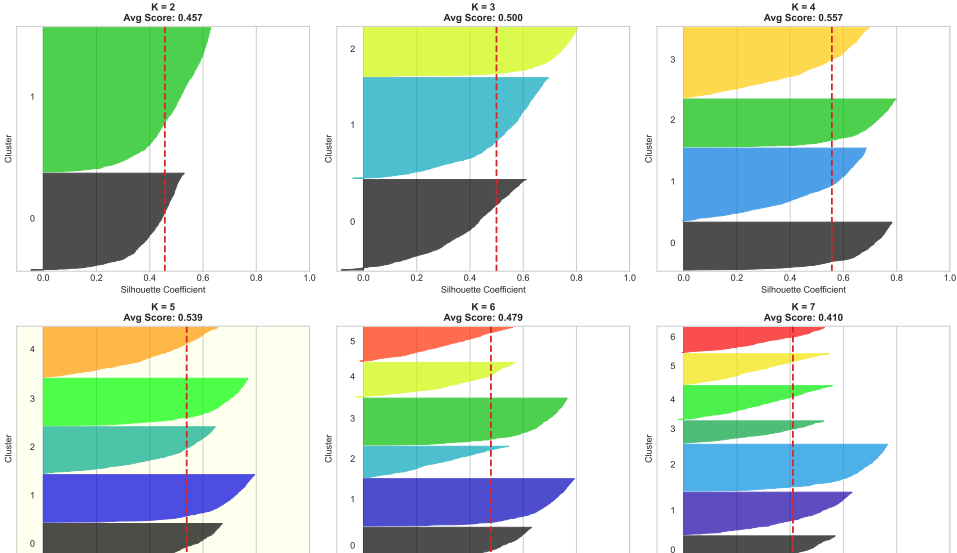 K = 2
Avg Score: 0.457
Cluster
1
0
0.0 0.2 0.4 0.6 0.8 1.0
Silhouette Coefficient
K = 3
Avg Score: 0.500
Cluster
2
1
0
0.0 0.2 0.4 0.6 0.8 1.0
Silhouette Coefficient
K = 4
Avg Score: 0.557
Cluster
3
2
1
0
0.0 0.2 0.4 0.6 0.8 1.0
Silhouette Coefficient
K = 5
Avg Score: 0.539
Cluster
4
3
2
1
0
K = 6
Avg Score: 0.479
Cluster
5
4
3
2
1
0
K = 7
Avg Score: 0.410
Cluster
6
5
4
3
2
1
0